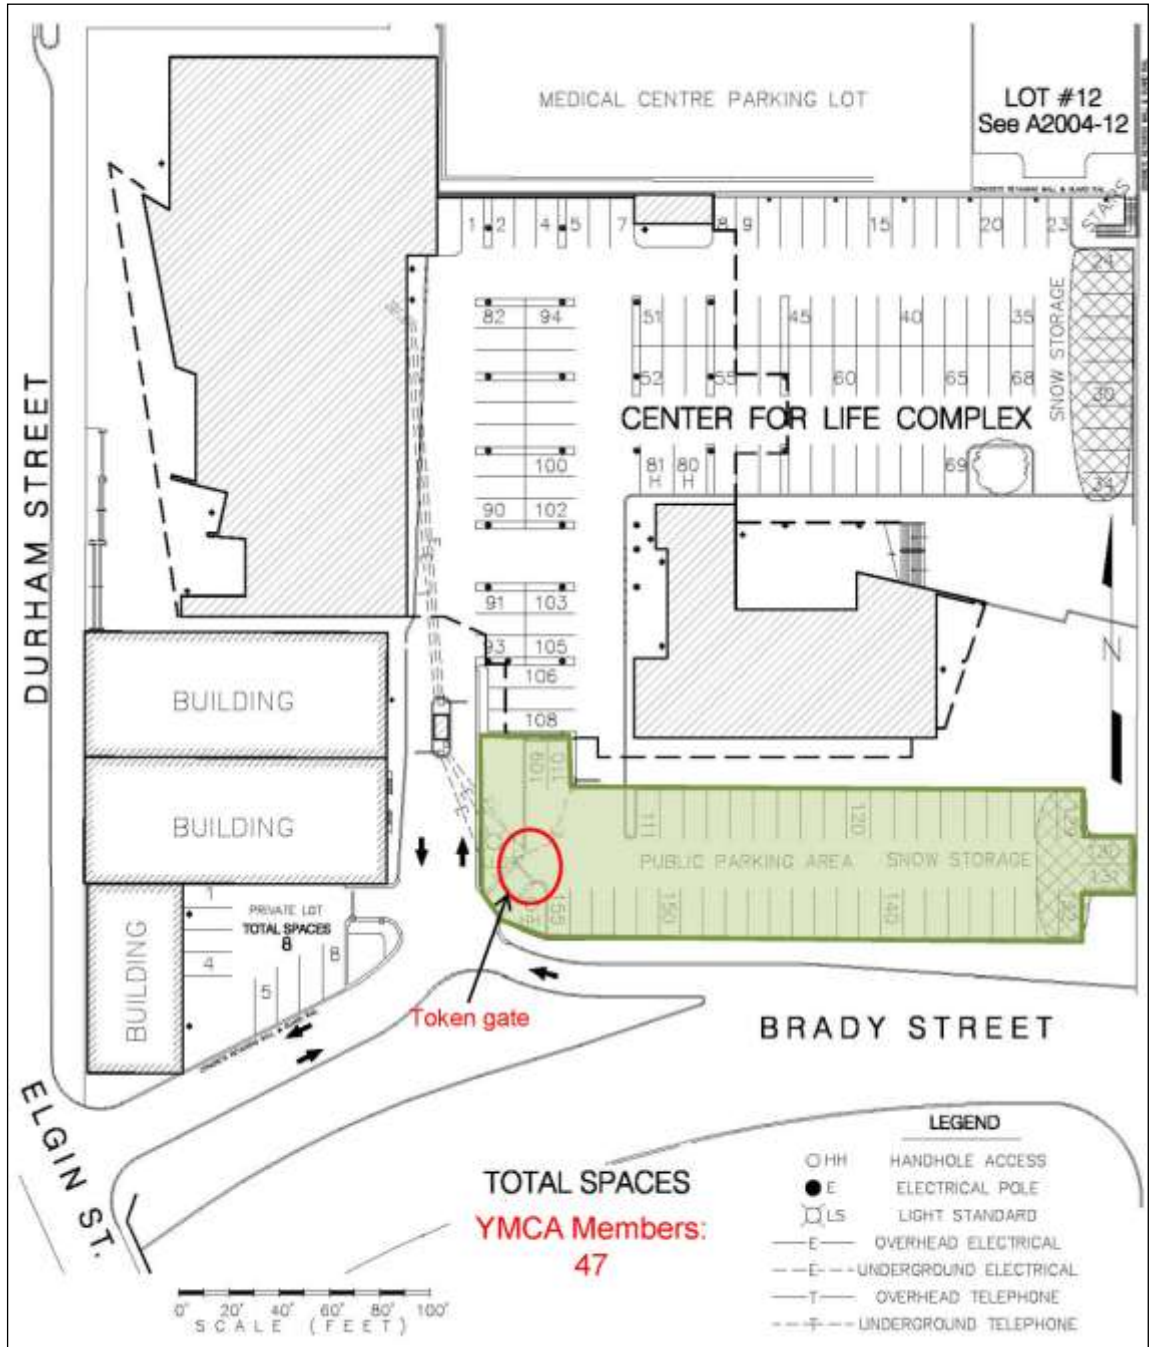 MEDICAL CENTRE PARKING LOT
LOT #12
See A2004-12
STAIRS
1 2 4 5 7 8 9 15 20 23
24
82 94
51 45 40 35
SNOW STORAGE
52 55 60 65 68
30
DURHAM STREET
CENTER FOR LIFE COMPLEX
100
81 80 69
H H
34
90 102
91 103
93 105
N
106
108
BUILDING
109 110
BUILDING
111 120 129
PUBLIC PARKING AREA SNOW STORAGE
130
131
150 140 132
1
PRIVATE LOT
TOTAL SPACES
8
4
5 8
BUILDING
Token gate
BRADY STREET
ELGIN ST.
TOTAL SPACES
YMCA Members:
47
LEGEND
HH HANDHOLE ACCESS
E ELECTRICAL POLE
LS LIGHT STANDARD
E OVERHEAD ELECTRICAL
E UNDERGROUND ELECTRICAL
T OVERHEAD TELEPHONE
T UNDERGROUND TELEPHONE
0' 20' 40' 60' 80' 100'
SCALE (FEET)